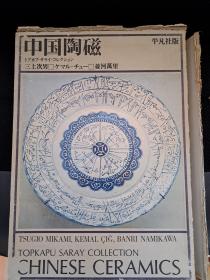 中国陶磁
平凡社版
トプカプ・サライ・コレクション
三上次男□ケマル・チュー□並河萬里
TSUGIO MIKAMI, KEMAL ÇIĞ, BANRI NAMIKAWA
TOPKAPU SARAY COLLECTION
CHINESE CERAMICS